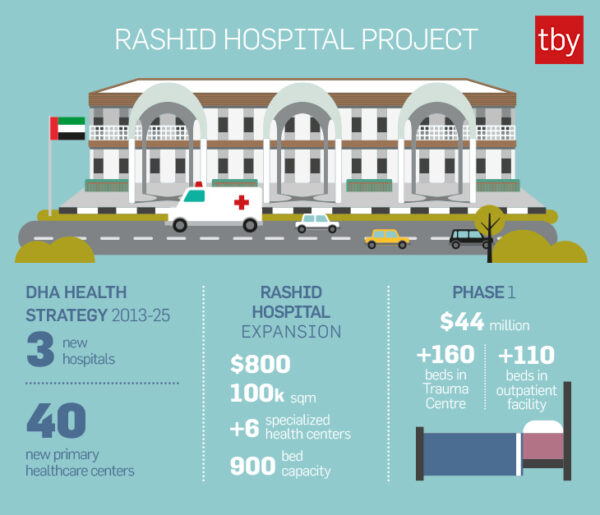 RASHID HOSPITAL PROJECT
tby
DHA HEALTH
STRATEGY 2013-25
3 new
hospitals
40
new primary
healthcare centers
RASHID
HOSPITAL
EXPANSION
$800
100k sqm
+6 specialized
health centers
900 bed
capacity
PHASE 1
$44 million
+160
beds in
Trauma
Centre
+110
beds in
outpatient
facility